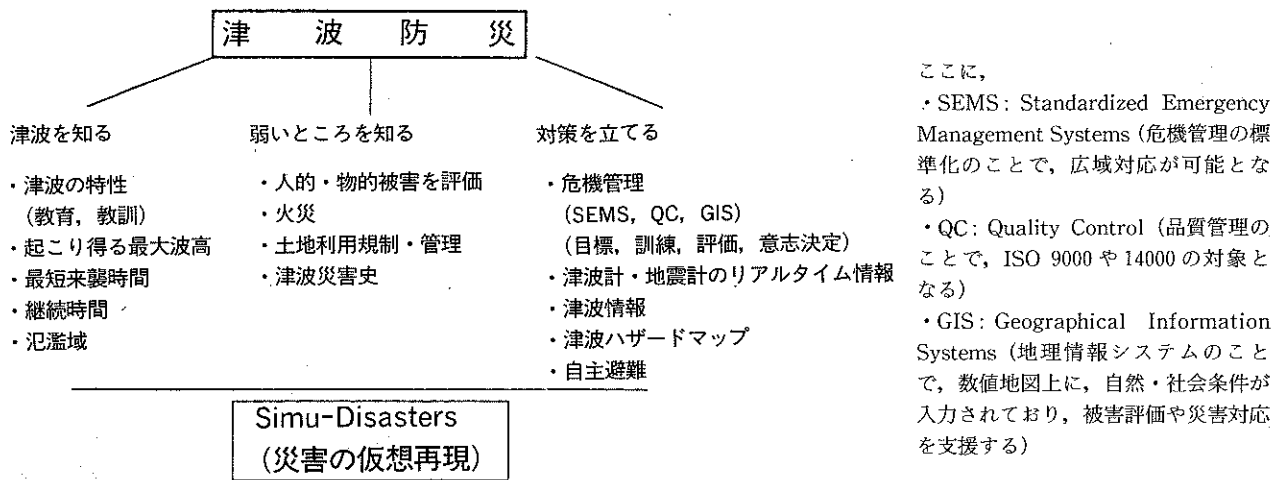 津波防災
津波を知る
・津波の特性
(教育,教訓)
・起こり得る最大波高
・最短来襲時間
・継続時間
・氾濫域
弱いところを知る
・人的・物的被害を評価
・火災
・土地利用規制・管理
・津波災害史
対策を立てる
・危機管理
(SEMS, QC, GIS)
(目標,訓練,評価,意志決定)
・津波計・地震計のリアルタイム情報
・津波情報
・津波ハザードマップ
・自主避難
Simu-Disasters
(災害の仮想再現)
ここに,
・SEMS: Standardized Emergency
Management Systems (危機管理の標
準化のことで,広域対応が可能とな
る)
・QC: Quality Control (品質管理の
ことで,ISO 9000 や 14000 の対象と
なる)
・GIS: Geographical Information
Systems (地理情報システムのこと
で,数値地図上に,自然・社会条件が
入力されており,被害評価や災害対応
を支援する)